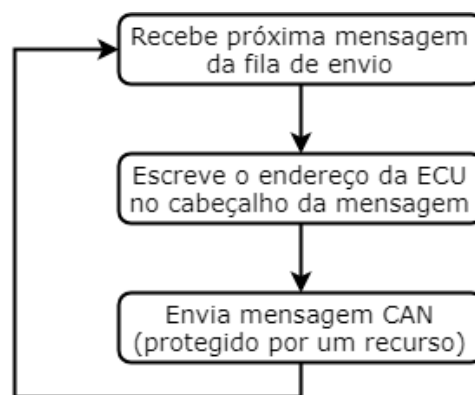 Recebe próxima mensagem
da fila de envio
Escreve o endereço da ECU
no cabeçalho da mensagem
Envia mensagem CAN
(protegido por um recurso)